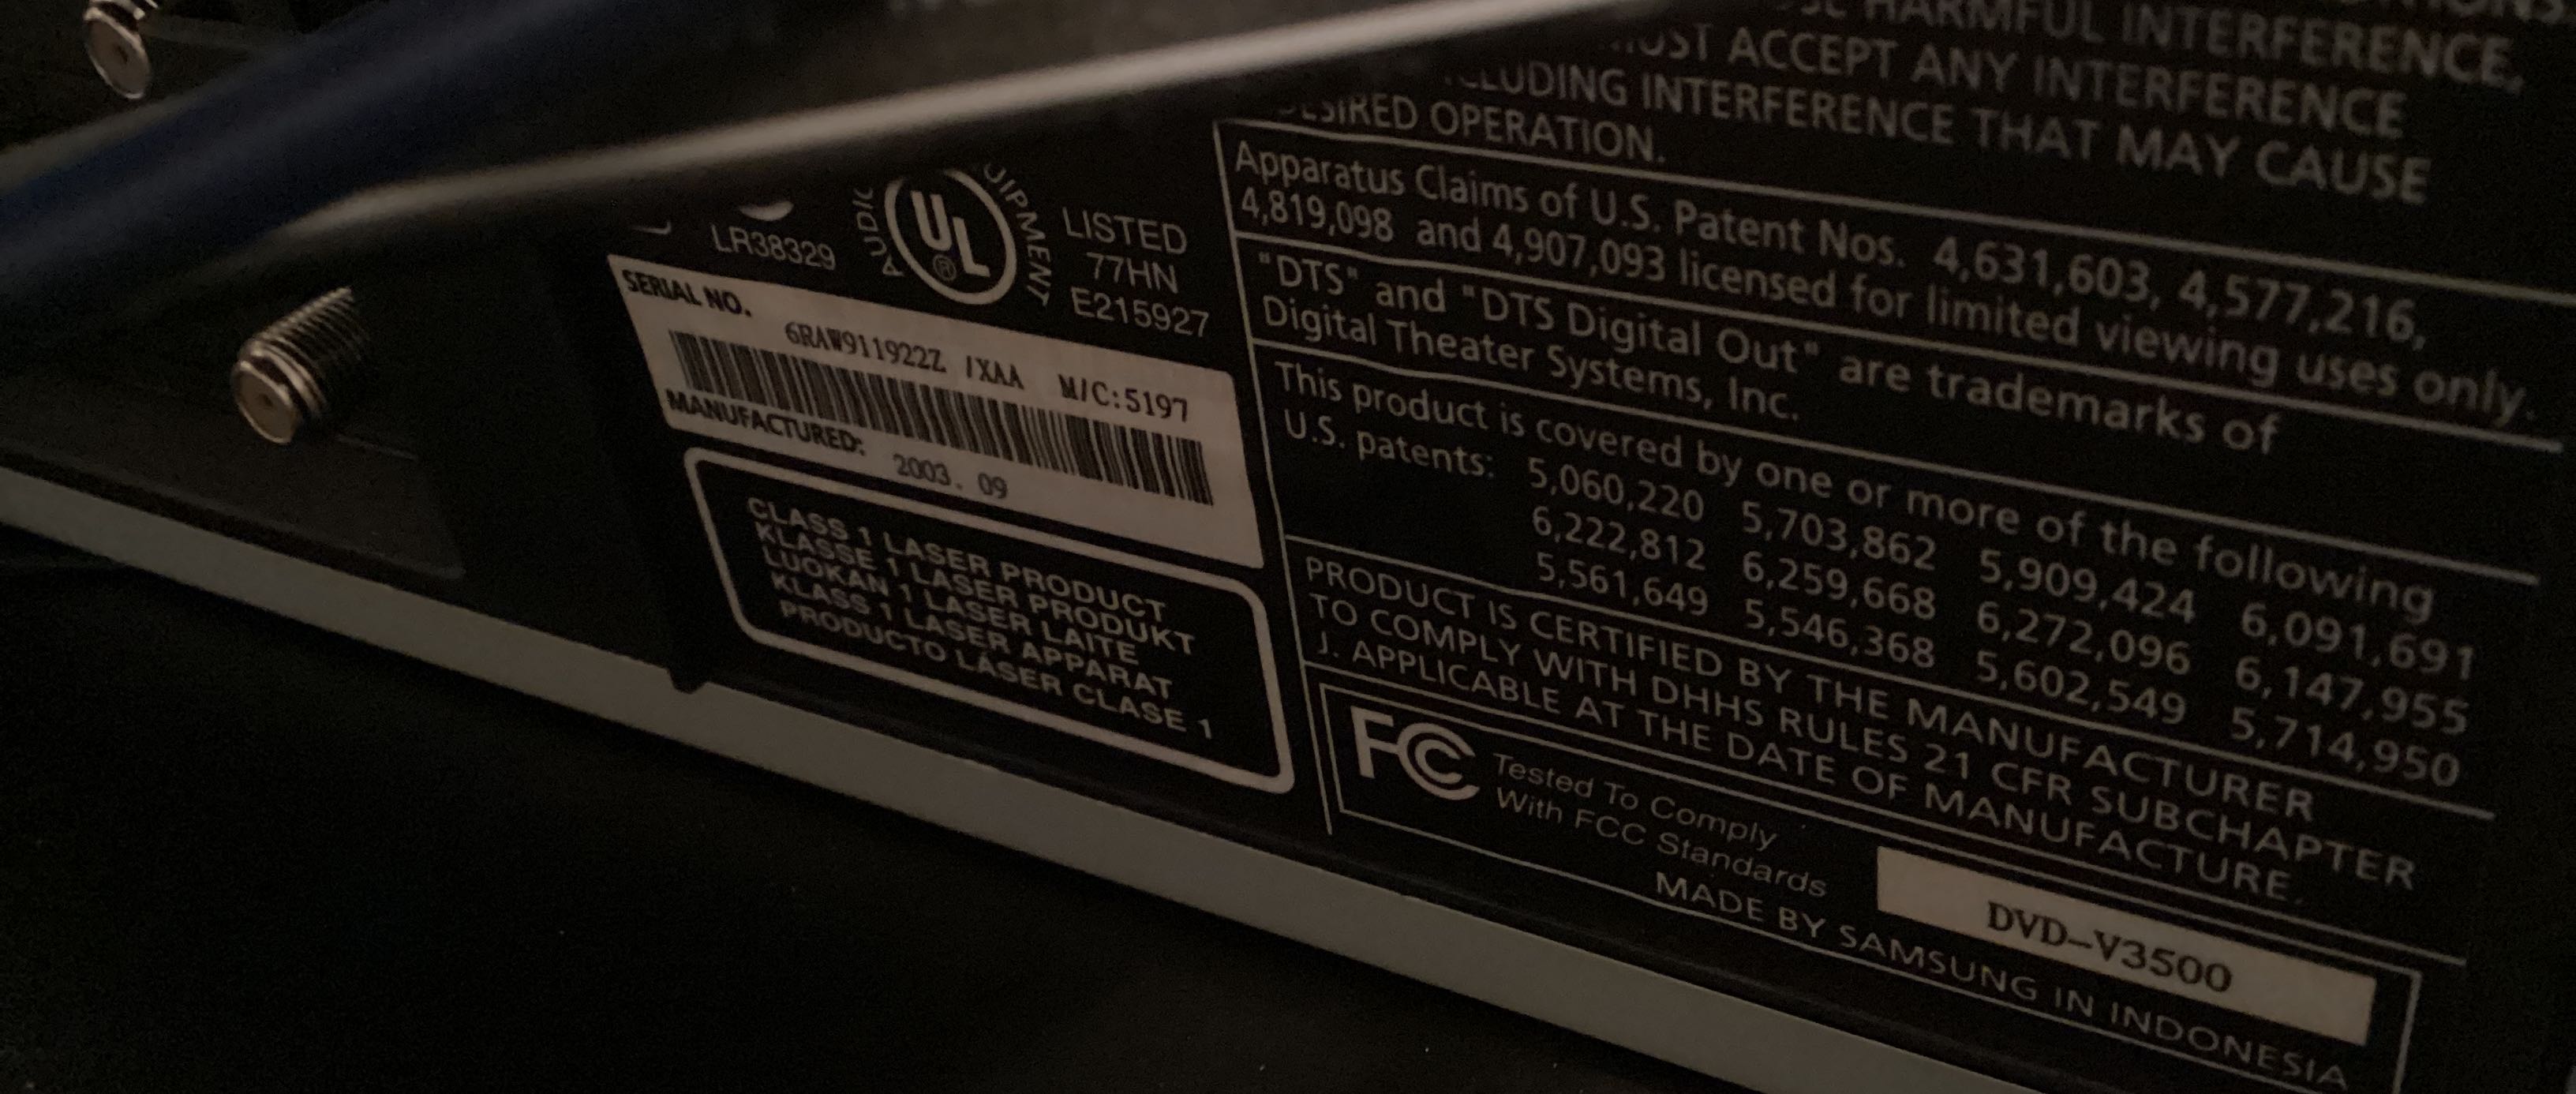 HARMFUL INTERFERENCE,
ACCEPT ANY INTERFERENCE
INTERFERENCE THAT MAY CAUSE
OPERATION.
Apparatus Claims of U.S. Patent Nos. 4,631,603, 4,577,216,
4,819,098 and 4,907,093 licensed for limited viewing uses only.
"DTS" and "DTS Digital Out" are trademarks of
Digital Theater Systems, Inc.
This product is covered by one or more of the following
U.S. patents: 5,060,220 5,703,862 5,909,424 6,091,691
6,222,812 6,259,668 6,272,096 6,147,955
5,561,649 5,546,368 5,602,549 5,714,950
PRODUCT IS CERTIFIED BY THE MANUFACTURER
TO COMPLY WITH DHHS RULES 21 CFR SUBCHAPTER
J. APPLICABLE AT THE DATE OF MANUFACTURE.
FC
Tested To Comply
With FCC Standards
DVD-V3500
MADE BY SAMSUNG IN INDONESIA
LR38329
UL
®
LISTED
77HN
E215927
SERIAL NO.
6RAW911922Z /XAA M/C:5197
MANUFACTURED: 2003. 09
CLASS 1 LASER PRODUCT
KLASSE 1 LASER PRODUKT
LUOKAN 1 LASER LAITE
KLASS 1 LASER APPARAT
PRODUCTO LÁSER CLASE 1